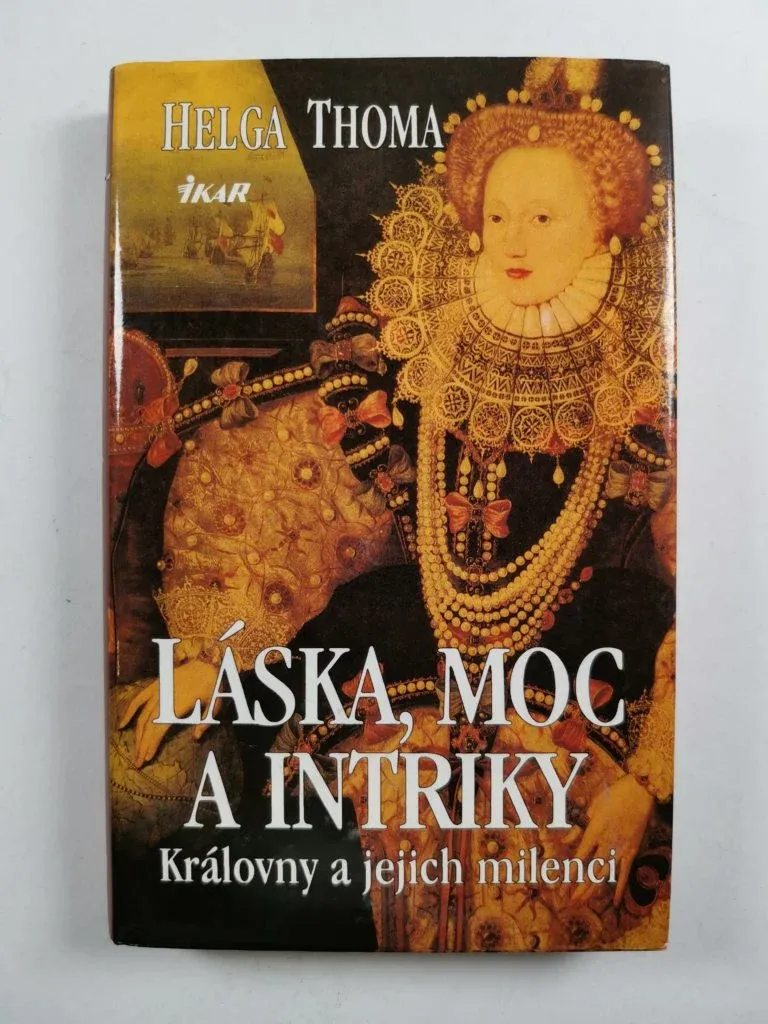 HELGA THOMA
IKAR
LÁSKA, MOC
A INTRIKY
Královny a jejich milenci